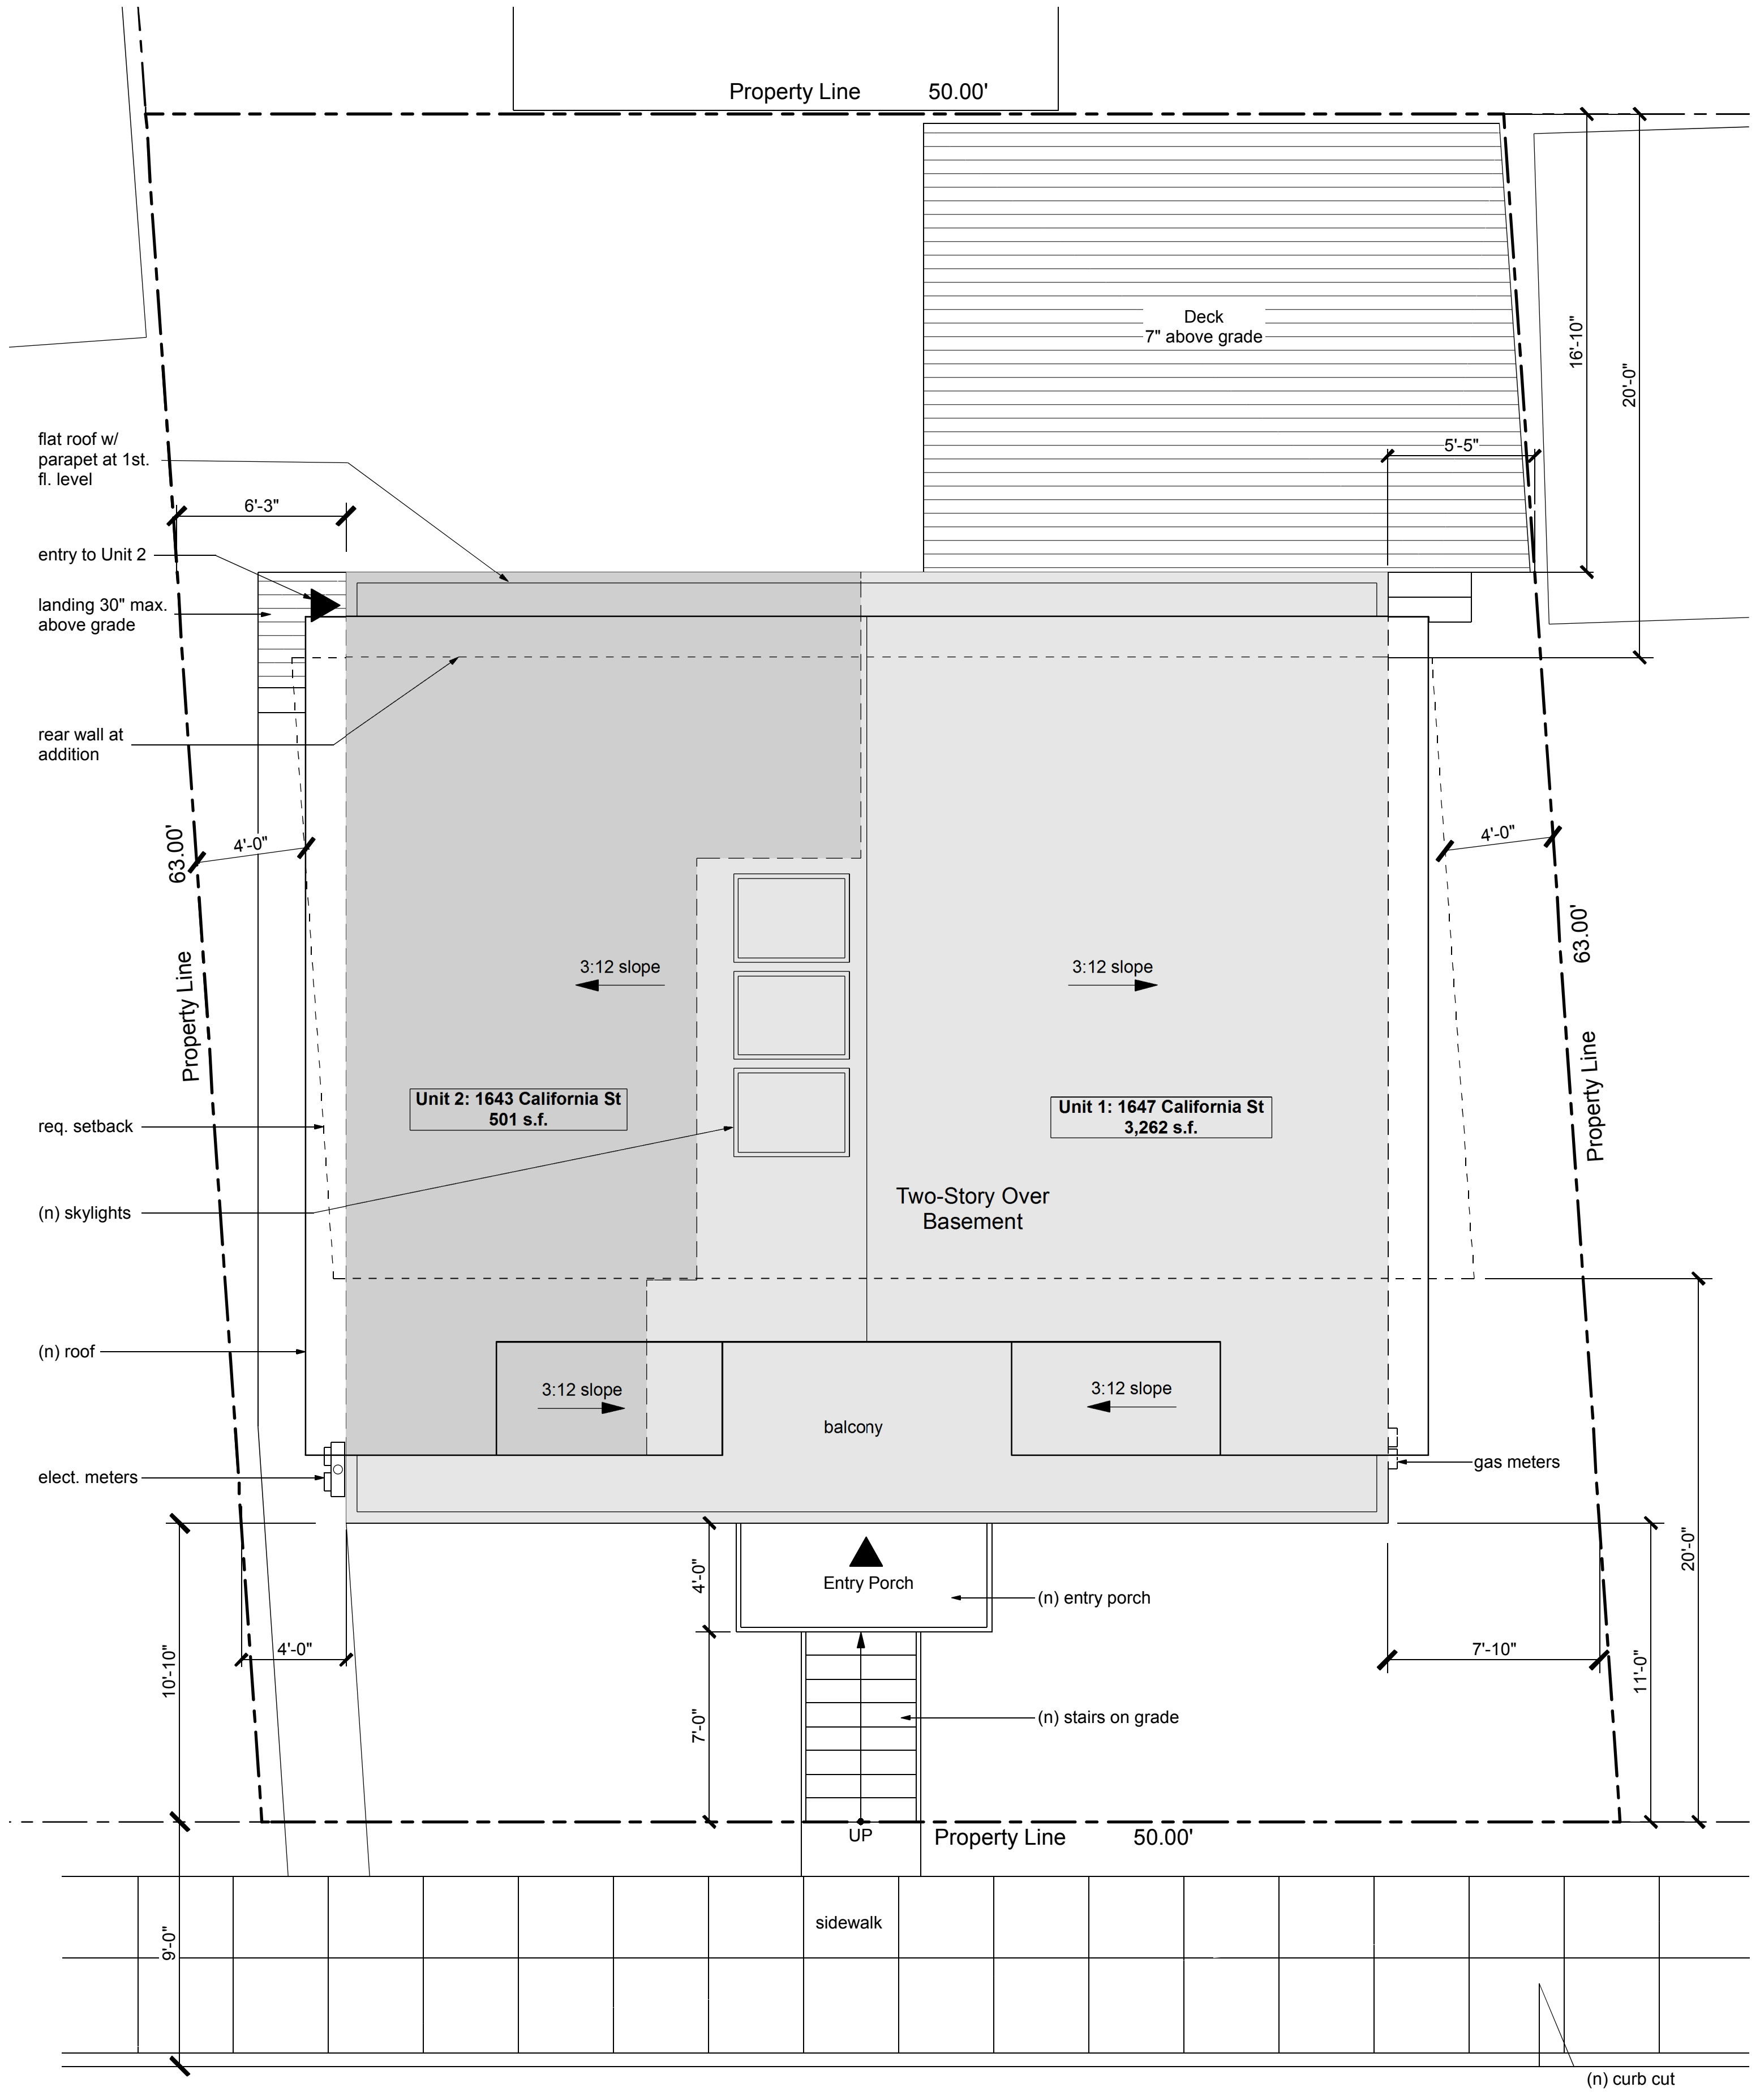 Property Line 50.00'
16'-10"
20'-0"
Deck
7" above grade
5'-5"
flat roof w/
parapet at 1st.
fl. level
6'-3"
entry to Unit 2
landing 30" max.
above grade
rear wall at
addition
63.00'
4'-0"
4'-0"
63.00'
Property Line
3:12 slope
3:12 slope
Property Line
Unit 2: 1643 California St
501 s.f.
Unit 1: 1647 California St
3,262 s.f.
req. setback
(n) skylights
Two-Story Over
Basement
(n) roof
3:12 slope
3:12 slope
balcony
elect. meters
gas meters
4'-0"
Entry Porch
(n) entry porch
20'-0"
10'-10"
4'-0"
7'-10"
11'-0"
7'-0"
(n) stairs on grade
UP
Property Line 50.00'
sidewalk
9'-0"
(n) curb cut